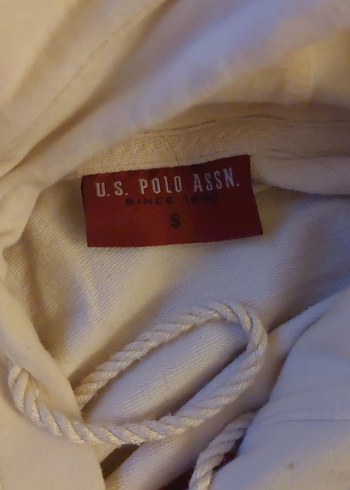 U.S. POLO ASSN.
SINCE 1890
S